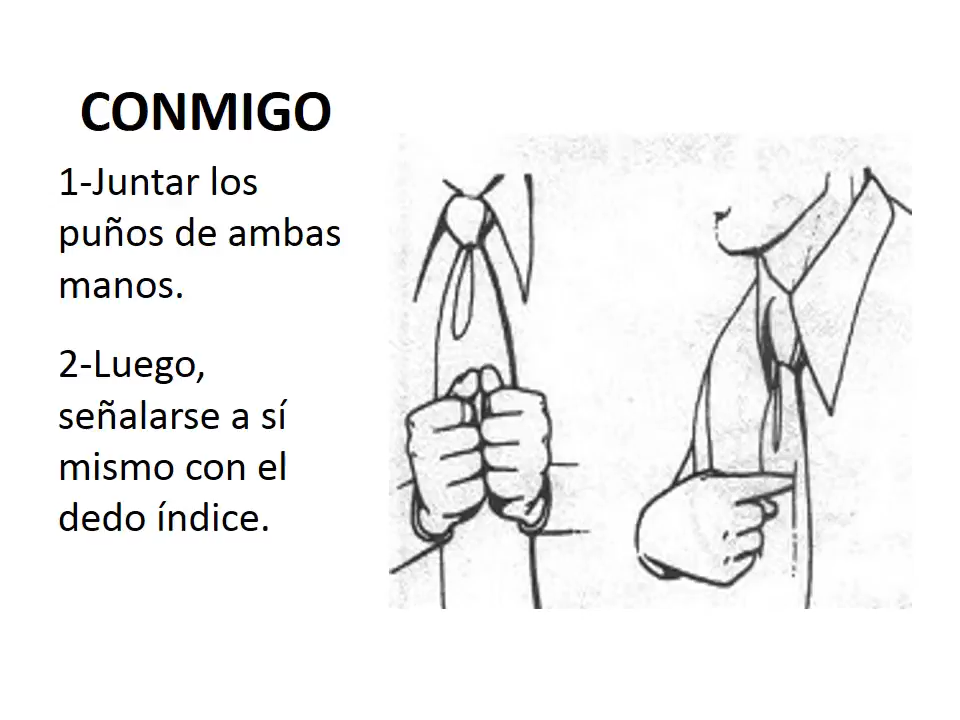 CONMIGO
1-Juntar los
puños de ambas
manos.
2-Luego,
señalarse a sí
mismo con el
dedo índice.